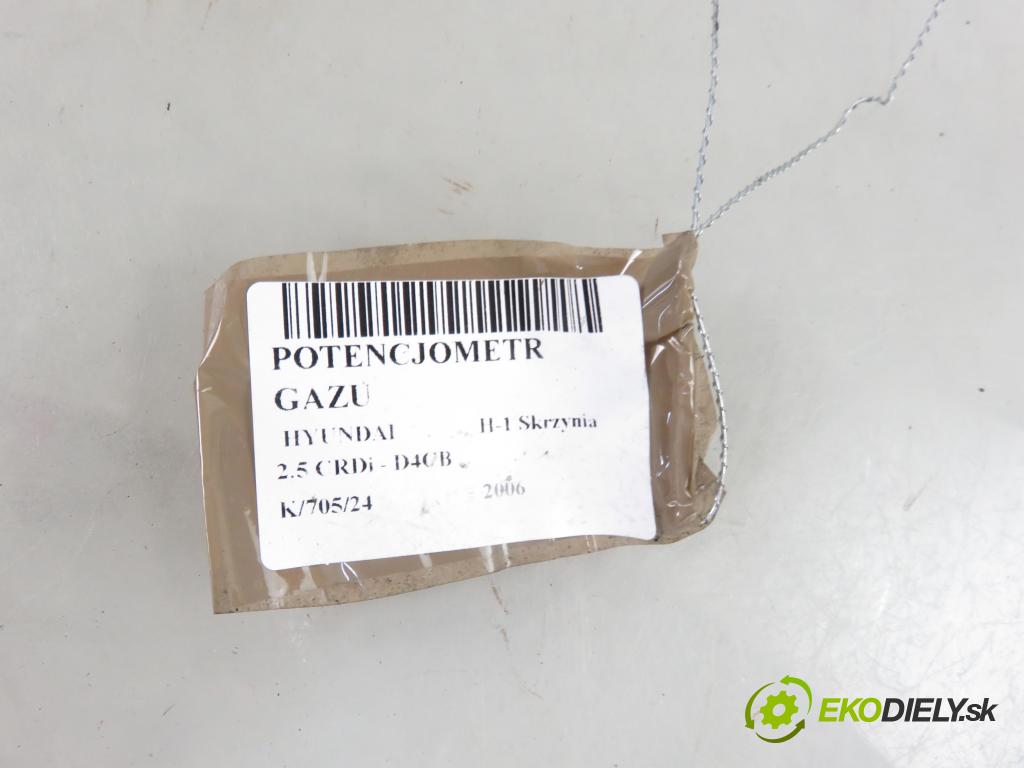 POTENCJOMETR
GAZU
HYUNDAI H-1 Skrzynia
2.5 CRDi - D4CB
K/705/24 2006
EKODIELY.sk